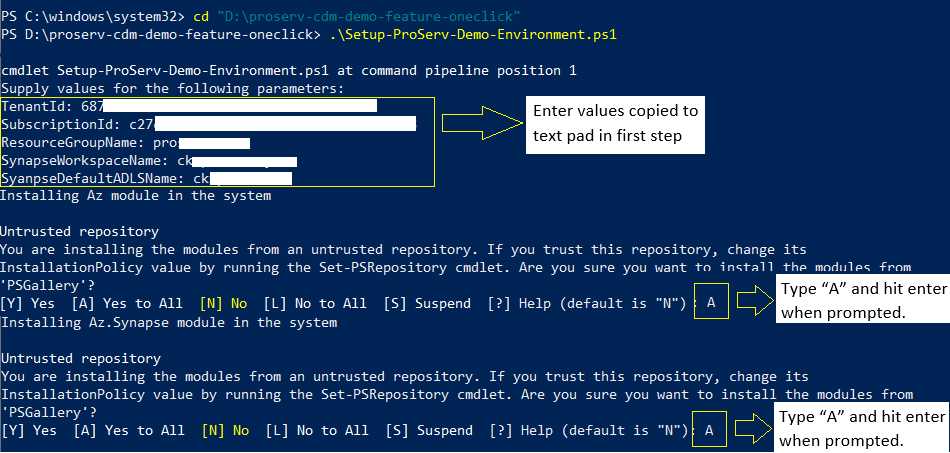 PS C:\windows\system32> cd "D:\proserv-cdm-demo-feature-oneclick"
PS D:\proserv-cdm-demo-feature-oneclick> .\Setup-ProServ-Demo-Environment.ps1
cmdlet Setup-ProServ-Demo-Environment.ps1 at command pipeline position 1
Supply values for the following parameters:
TenantId: 687
SubscriptionId: c27
ResourceGroupName: pro
SynapseWorkspaceName: ck
SyanpseDefaultADLSName: ck
Enter values copied to
text pad in first step
Installing Az module in the system
Untrusted repository
You are installing the modules from an untrusted repository. If you trust this repository, change its
InstallationPolicy value by running the Set-PSRepository cmdlet. Are you sure you want to install the modules from
'PSGallery'?
[Y] Yes  [A] Yes to All  [N] No  [L] No to All  [S] Suspend  [?] Help (default is "N"): A
Type “A” and hit enter
when prompted.
Installing Az.Synapse module in the system
Untrusted repository
You are installing the modules from an untrusted repository. If you trust this repository, change its
InstallationPolicy value by running the Set-PSRepository cmdlet. Are you sure you want to install the modules from
'PSGallery'?
[Y] Yes  [A] Yes to All  [N] No  [L] No to All  [S] Suspend  [?] Help (default is "N"): A
Type “A” and hit enter
when prompted.